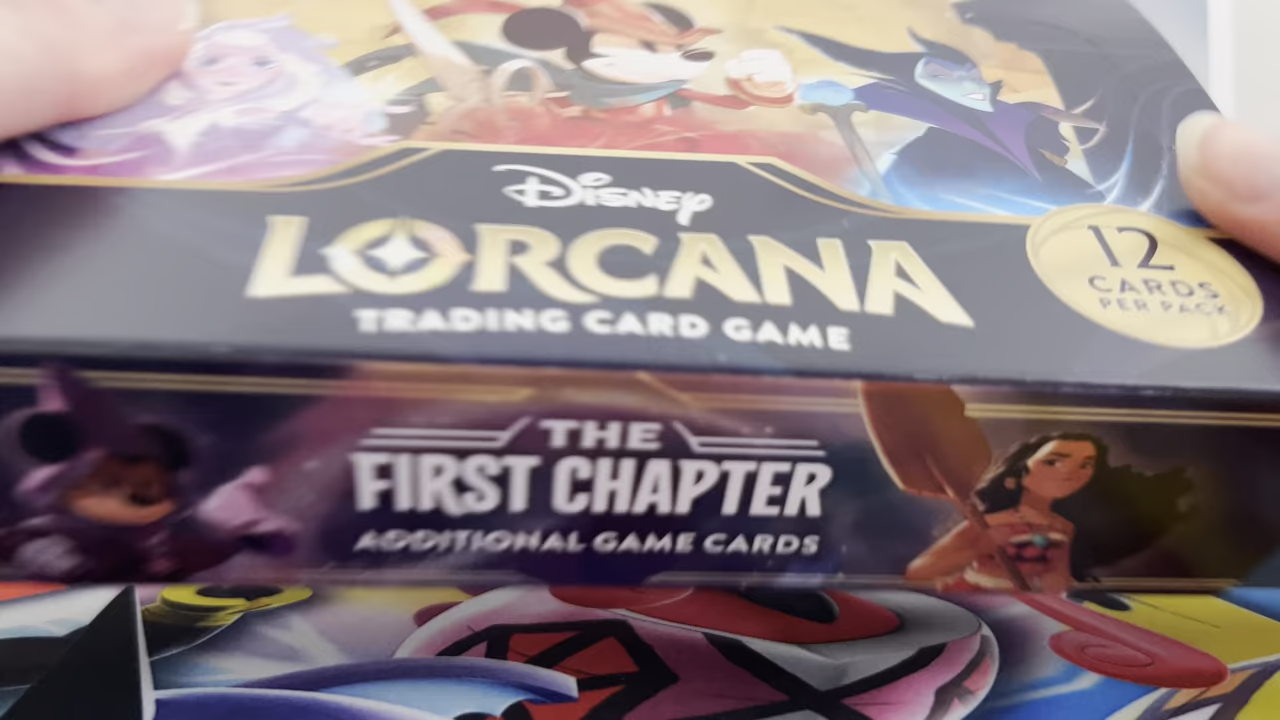 Disney
LORCANA
TRADING CARD GAME
12
CARDS
PER PACK
THE
FIRST CHAPTER
ADDITIONAL GAME CARDS